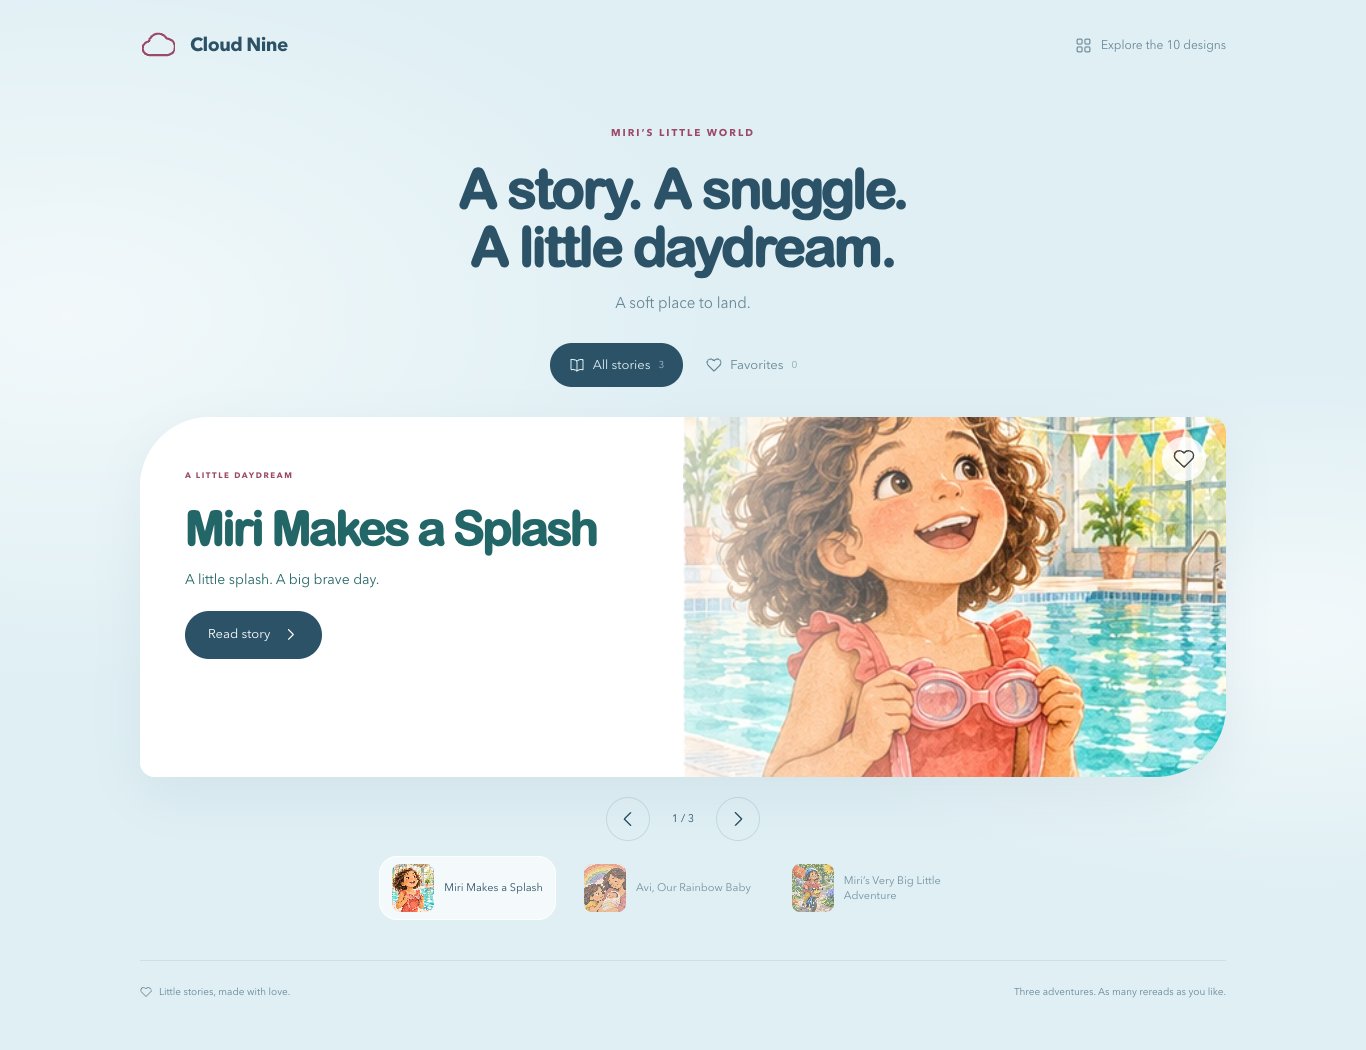 Cloud Nine
Explore the 10 designs
MIRI'S LITTLE WORLD
A story. A snuggle.
A little daydream.
A soft place to land.
All stories 3
Favorites 0
A LITTLE DAYDREAM
Miri Makes a Splash
A little splash. A big brave day.
Read story
1 / 3
Miri Makes a Splash
Avi, Our Rainbow Baby
Miri's Very Big Little
Adventure
Little stories, made with love.
Three adventures. As many rereads as you like.